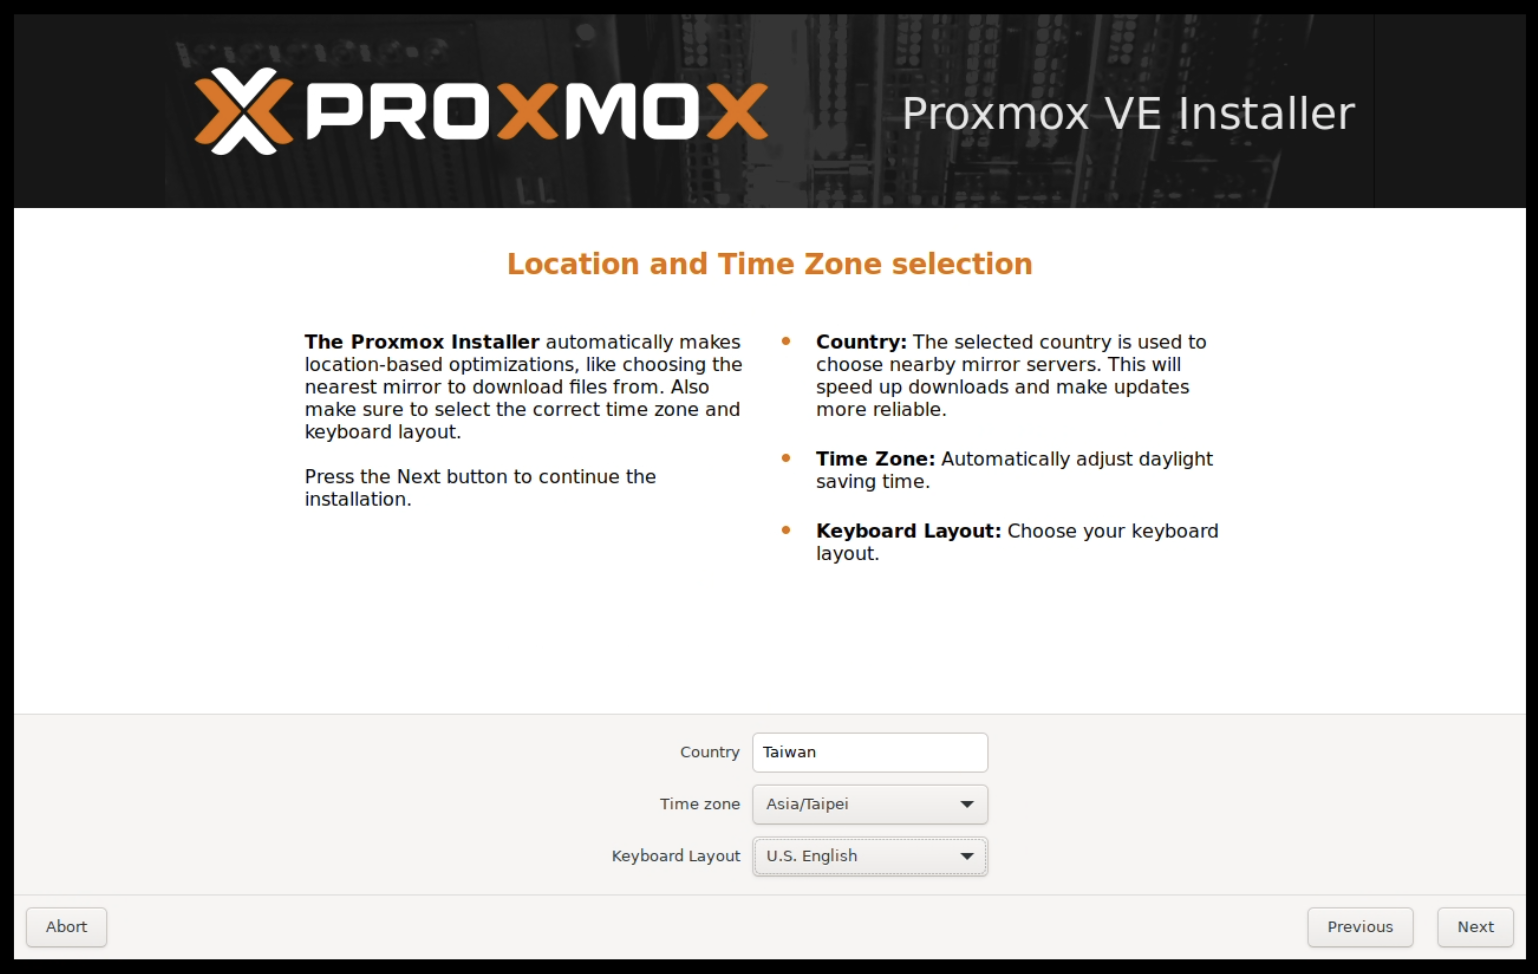 PROXMOX
Proxmox VE Installer
Location and Time Zone selection
The Proxmox Installer automatically makes
location-based optimizations, like choosing the
nearest mirror to download files from. Also
make sure to select the correct time zone and
keyboard layout.
Press the Next button to continue the
installation.
Country: The selected country is used to
choose nearby mirror servers. This will
speed up downloads and make updates
more reliable.
Time Zone: Automatically adjust daylight
saving time.
Keyboard Layout: Choose your keyboard
layout.
Country Taiwan
Time zone Asia/Taipei
Keyboard Layout U.S. English
Abort Previous Next